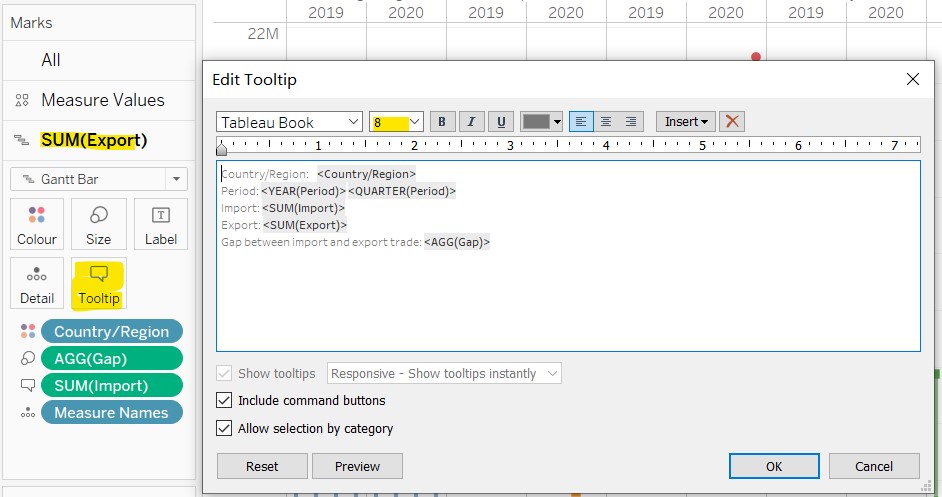 Marks
All
Measure Values
SUM(Export)
Gantt Bar
Colour Size Label
Detail Tooltip
Country/Region
AGG(Gap)
SUM(Import)
Measure Names
2019 2020 2019 2020 2019 2020 2019 2020
22M
Edit Tooltip
Tableau Book 8 B I U Insert
1 2 3 4 5 6 7
Country/Region: <Country/Region>
Period: <YEAR(Period)> <QUARTER(Period)>
Import: <SUM(Import)>
Export: <SUM(Export)>
Gap between import and export trade: <AGG(Gap)>
Show tooltips Responsive - Show tooltips instantly
Include command buttons
Allow selection by category
Reset Preview OK Cancel